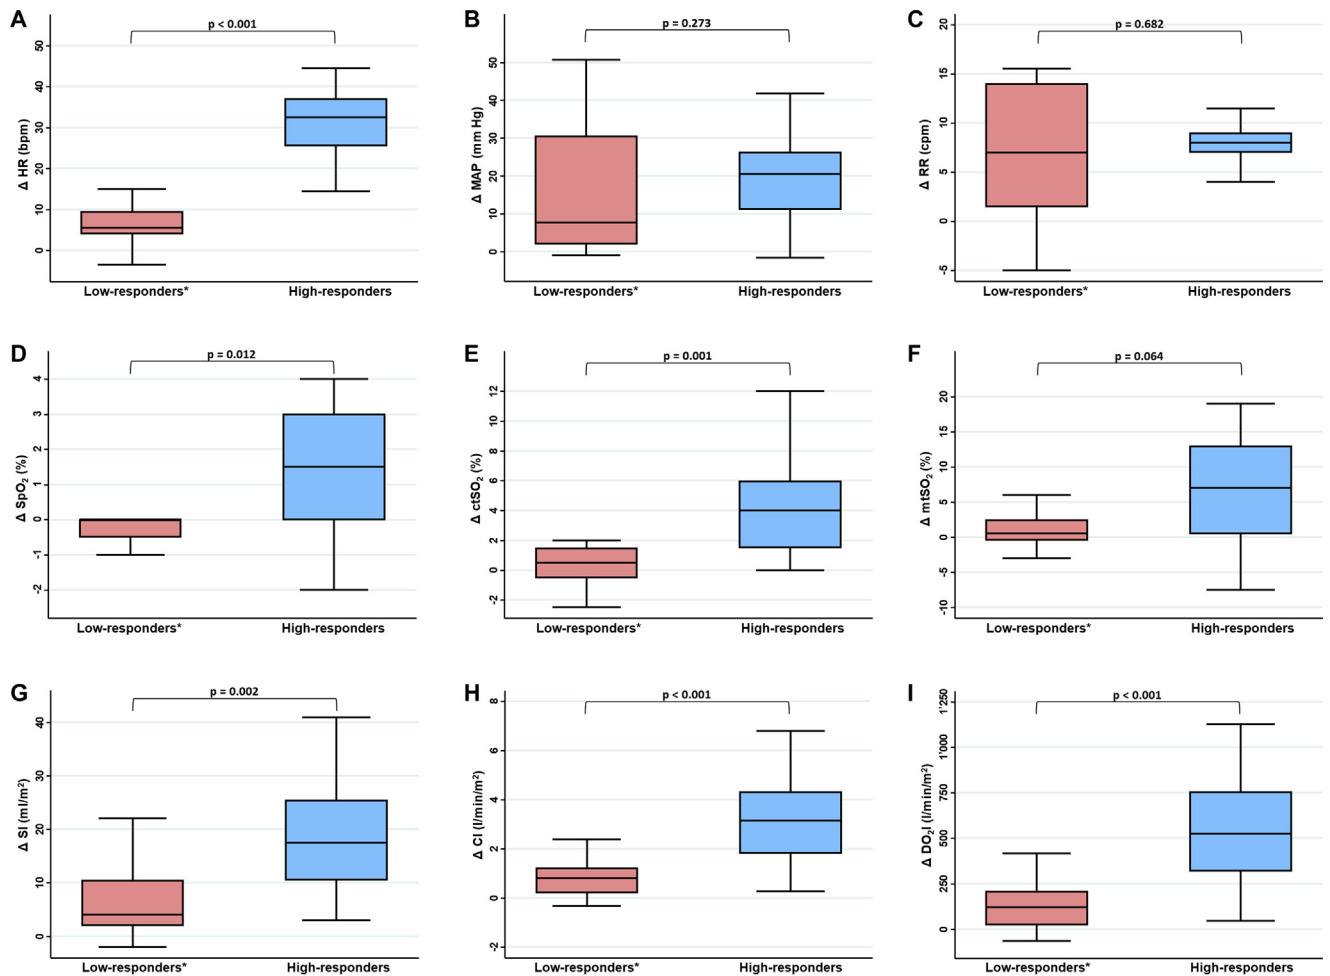 A
p < 0.001
Δ HR (bpm)
50
40
30
20
10
0
Low-responders*
High-responders
B
p = 0.273
Δ MAP (mm Hg)
50
40
30
20
10
0
Low-responders*
High-responders
C
p = 0.682
Δ RR (cpm)
20
15
10
5
0
-5
Low-responders*
High-responders
D
p = 0.012
Δ SpO₂ (%)
4
3
2
1
0
-1
-2
Low-responders*
High-responders
E
p = 0.001
Δ ctSO₂ (%)
12
10
8
6
4
2
0
-2
Low-responders*
High-responders
F
p = 0.064
Δ mtSO₂ (%)
20
15
10
5
0
-5
-10
Low-responders*
High-responders
G
p = 0.002
Δ SI (ml/m²)
40
30
20
10
0
Low-responders*
High-responders
H
p < 0.001
Δ CI (l/min/m²)
8
6
4
2
0
-2
Low-responders*
High-responders
I
p < 0.001
Δ DO₂I (l/min/m²)
1'250
1'000
750
500
250
0
Low-responders*
High-responders